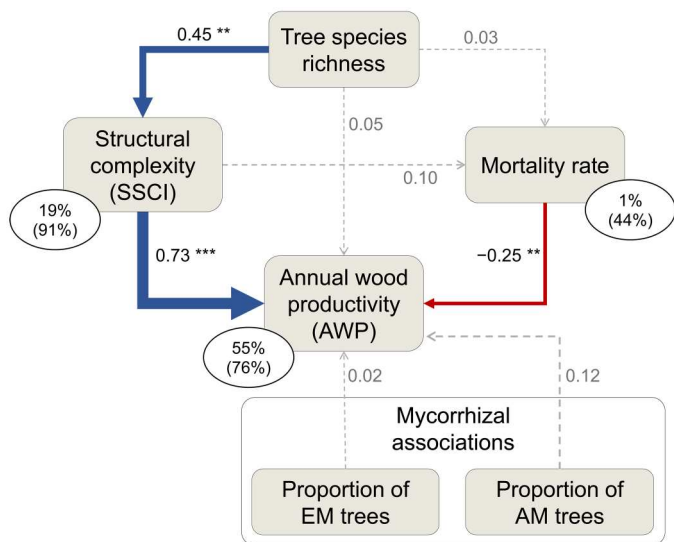 0.45 **
Tree species
richness
0.03
0.05
Structural
complexity
(SSCI)
0.10
Mortality rate
19%
(91%)
1%
(44%)
0.73 ***
Annual wood
productivity
(AWP)
−0.25 **
55%
(76%)
0.02
0.12
Mycorrhizal
associations
Proportion of
EM trees
Proportion of
AM trees